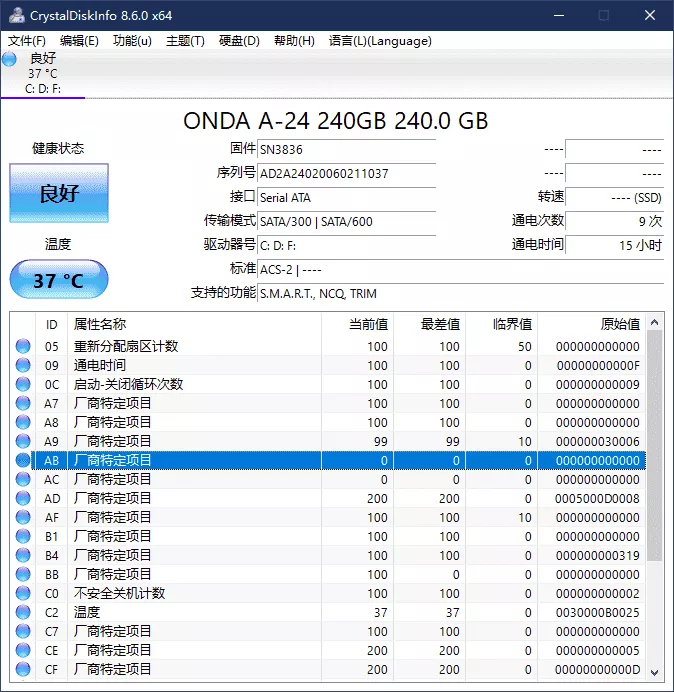 CrystalDiskInfo 8.6.0 x64
文件(F) 编辑(E) 功能(u) 主题(T) 硬盘(D) 帮助(H) 语言(L)(Language)
良好
37 °C
C: D: F:
ONDA A-24 240GB 240.0 GB
健康状态
良好
温度
37 °C
固件 SN3836 ---- ----
序列号 AD2A24020060211037 ---- ----
接口 Serial ATA 转速 ---- (SSD)
传输模式 SATA/300 | SATA/600 通电次数 9 次
驱动器号 C: D: F: 通电时间 15 小时
标准 ACS-2 | ----
支持的功能 S.M.A.R.T., NCQ, TRIM
ID 属性名称 当前值 最差值 临界值 原始值
05 重新分配扇区计数 100 100 50 000000000000
09 通电时间 100 100 0 00000000000F
0C 启动-关闭循环次数 100 100 0 000000000009
A7 厂商特定项目 100 100 0 000000000000
A8 厂商特定项目 100 100 0 000000000000
A9 厂商特定项目 99 99 10 000000030006
AB 厂商特定项目 0 0 0 000000000000
AC 厂商特定项目 0 0 0 000000000000
AD 厂商特定项目 200 200 0 0005000D0008
AF 厂商特定项目 100 100 10 000000000000
B1 厂商特定项目 100 100 0 000000000000
B4 厂商特定项目 100 100 0 000000000319
BB 厂商特定项目 100 0 0 000000000000
C0 不安全关机计数 100 100 0 000000000002
C2 温度 37 37 0 0030000B0025
C7 厂商特定项目 100 100 0 000000000000
CE 厂商特定项目 200 200 0 000000000005
CF 厂商特定项目 200 200 0 00000000000D